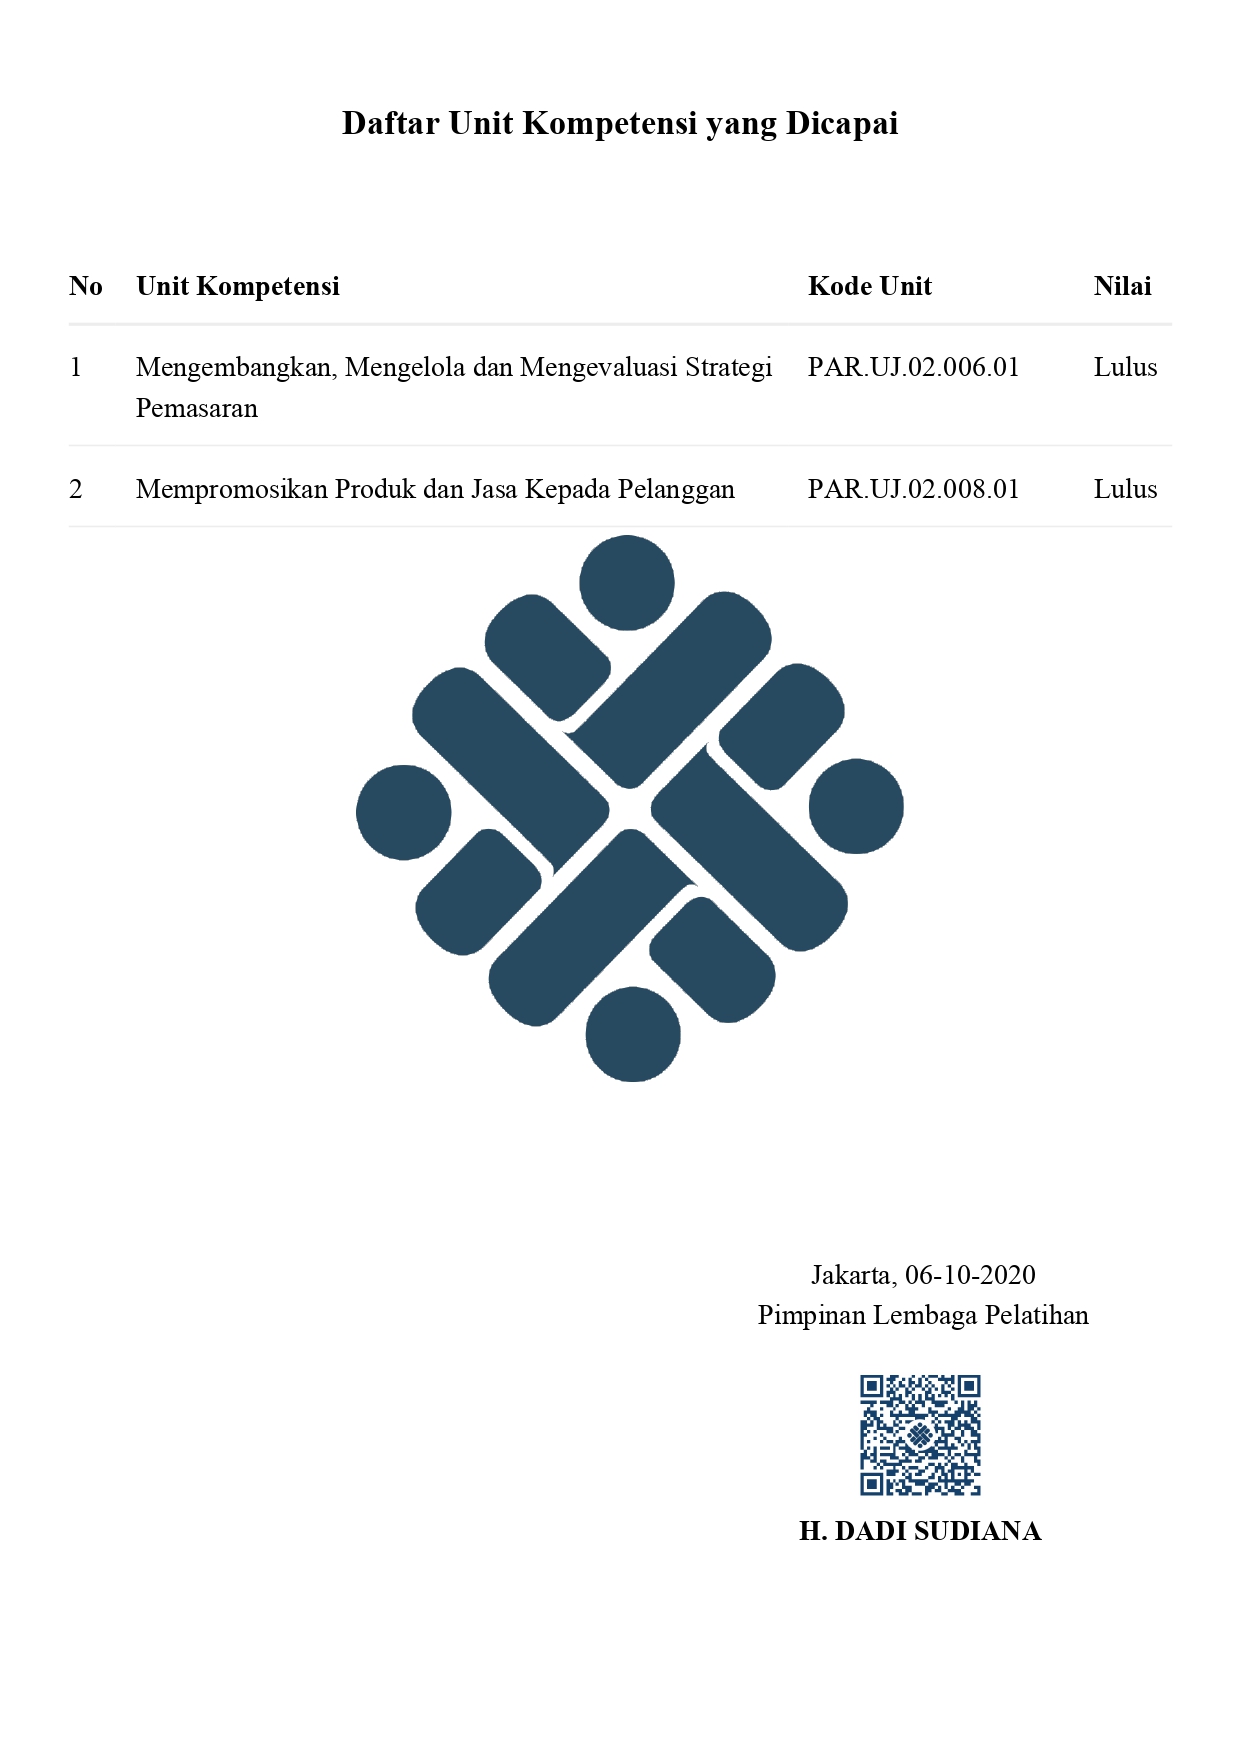 Daftar Unit Kompetensi yang Dicapai
No Unit Kompetensi Kode Unit Nilai
1 Mengembangkan, Mengelola dan Mengevaluasi Strategi PAR.UJ.02.006.01 Lulus
Pemasaran
2 Mempromosikan Produk dan Jasa Kepada Pelanggan PAR.UJ.02.008.01 Lulus
Jakarta, 06-10-2020
Pimpinan Lembaga Pelatihan
H. DADI SUDIANA